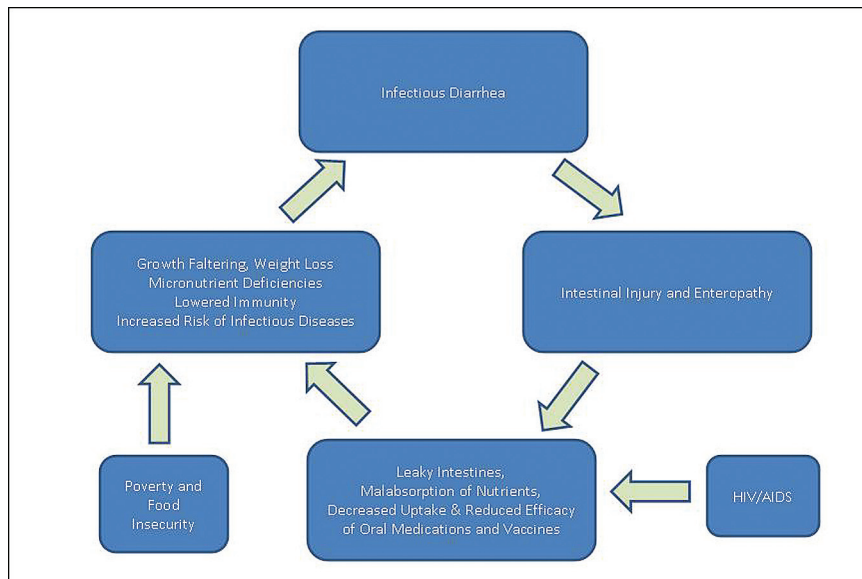 Infectious Diarrhea
Growth Faltering, Weight Loss
Micronutrient Deficiencies
Lowered Immunity
Increased Risk of Infectious Diseases
Intestinal Injury and Enteropathy
Poverty and
Food
Insecurity
Leaky Intestines,
Malabsorption of Nutrients,
Decreased Uptake & Reduced Efficacy
of Oral Medications and Vaccines
HIV/AIDS